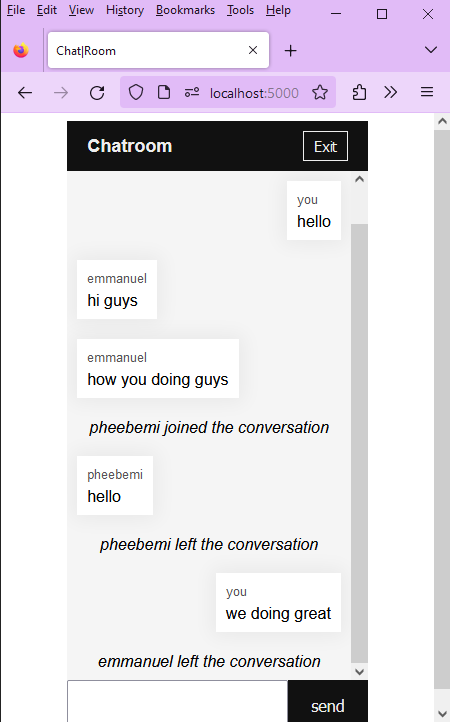 File Edit View History Bookmarks Tools Help
Chat|Room
localhost:5000
Chatroom Exit
you
hello
emmanuel
hi guys
emmanuel
how you doing guys
pheebemi joined the conversation
pheebemi
hello
pheebemi left the conversation
you
we doing great
emmanuel left the conversation
send